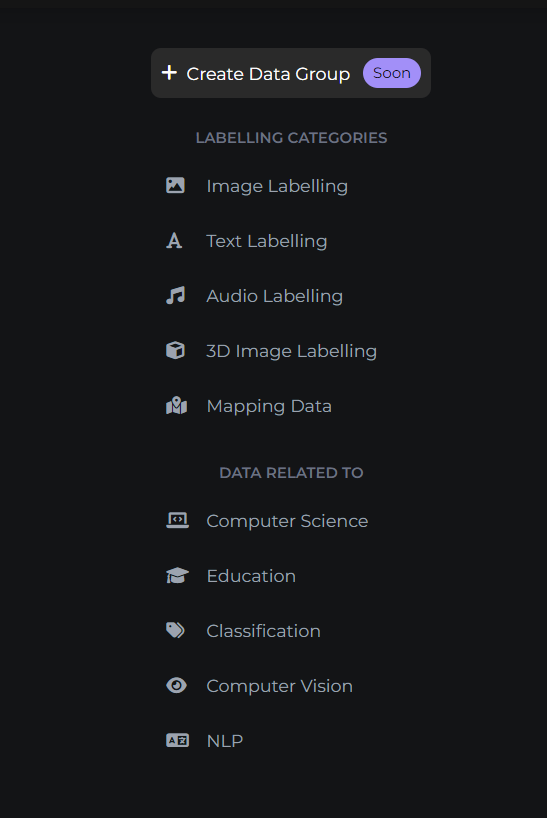 Create Data Group Soon
LABELLING CATEGORIES
Image Labelling
Text Labelling
Audio Labelling
3D Image Labelling
Mapping Data
DATA RELATED TO
Computer Science
Education
Classification
Computer Vision
NLP